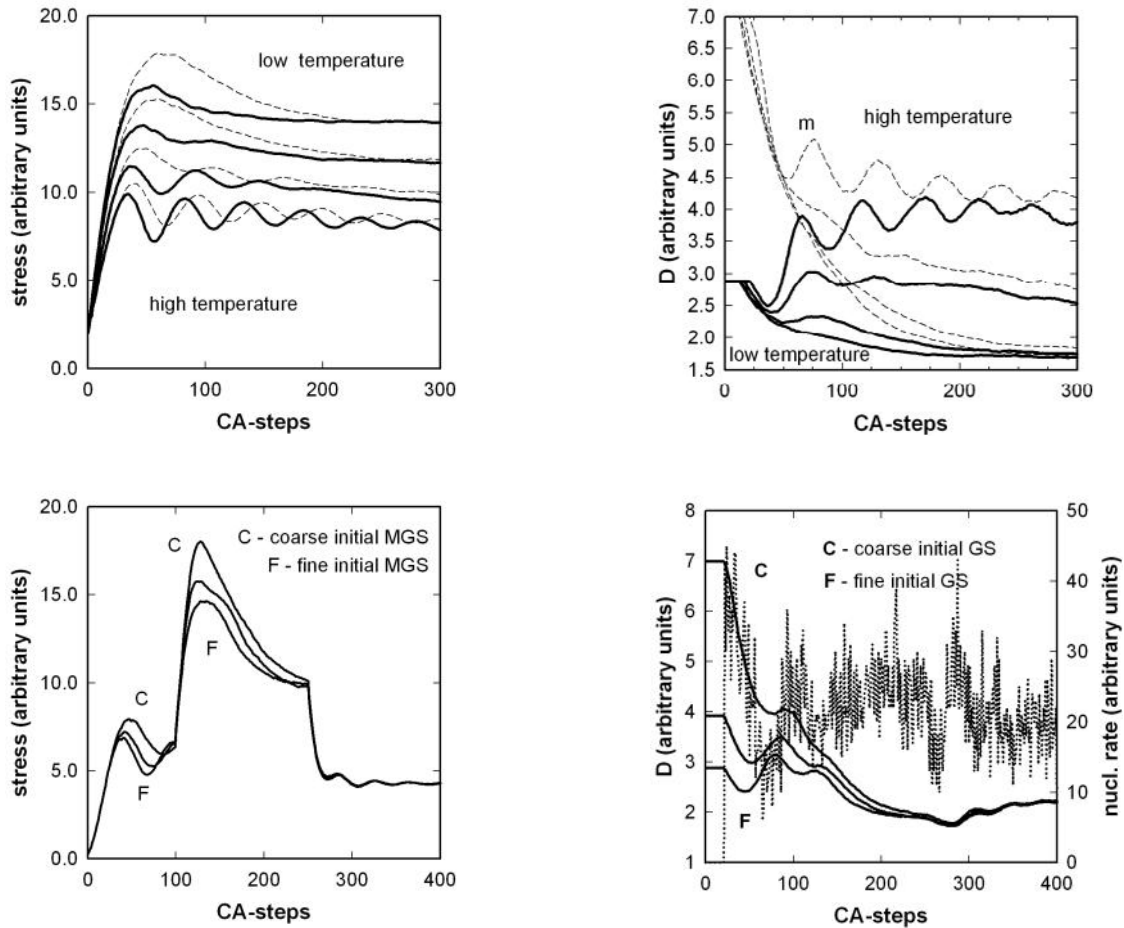 stress (arbitrary units)
20.0
15.0
10.0
5.0
0.0
low temperature
high temperature
0
100
200
300
CA-steps
D (arbitrary units)
7.0
6.5
6.0
5.5
5.0
4.5
4.0
3.5
3.0
2.5
2.0
1.5
m
high temperature
low temperature
0
100
200
300
CA-steps
stress (arbitrary units)
20.0
15.0
10.0
5.0
0.0
C
C - coarse initial MGS
F - fine initial MGS
F
C
F
0
100
200
300
400
CA-steps
D (arbitrary units)
8
7
6
5
4
3
2
1
C - coarse initial GS
F - fine initial GS
C
F
50
40
30
20
10
0
nucl. rate (arbitrary units)
0
100
200
300
400
CA-steps